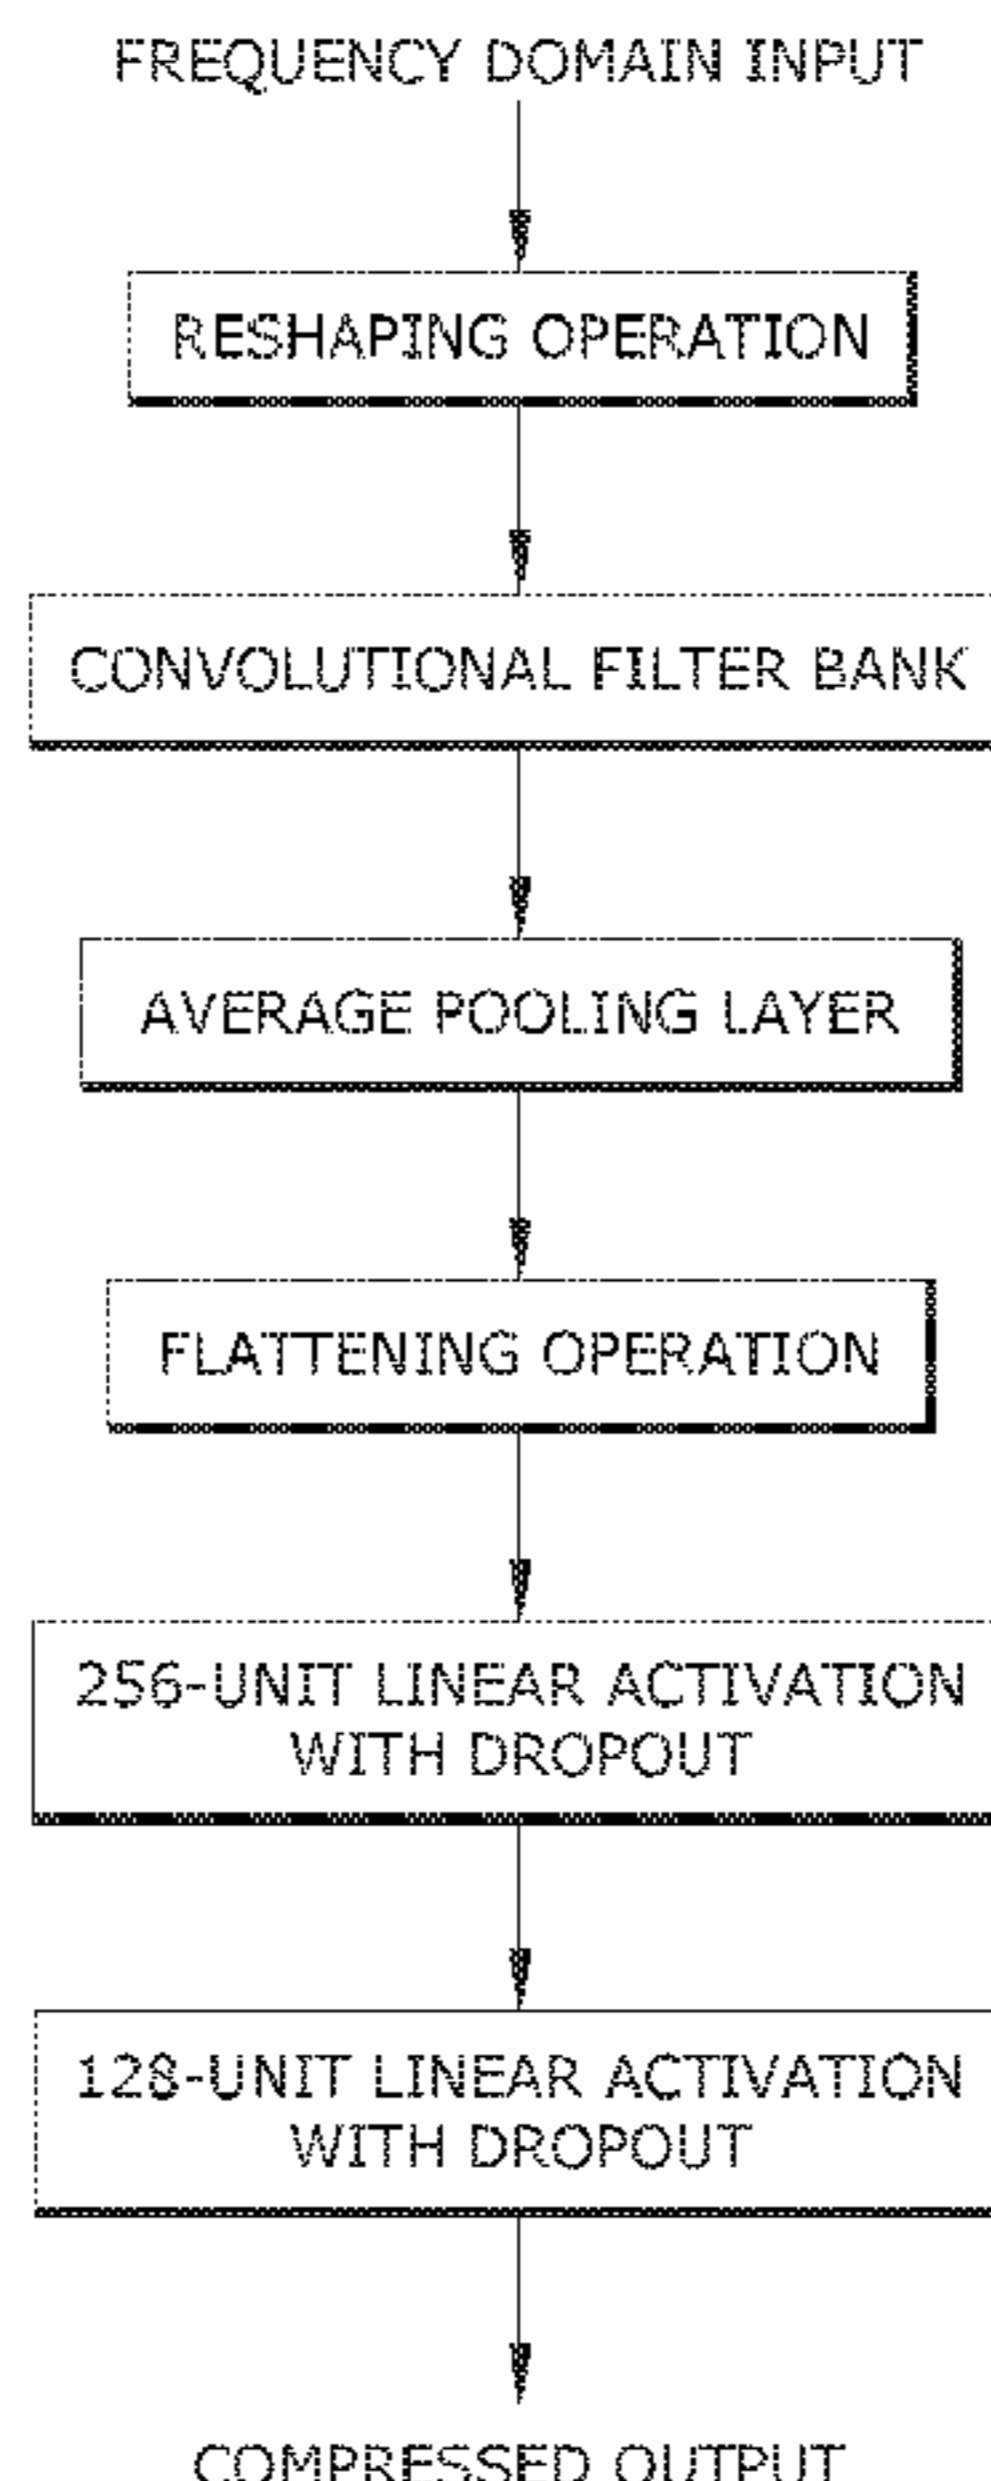 FREQUENCY DOMAIN INPUT
RESHAPING OPERATION
CONVOLUTIONAL FILTER BANK
AVERAGE POOLING LAYER
FLATTENING OPERATION
256-UNIT LINEAR ACTIVATION
WITH DROPOUT
128-UNIT LINEAR ACTIVATION
WITH DROPOUT
COMPRESSED OUTPUT